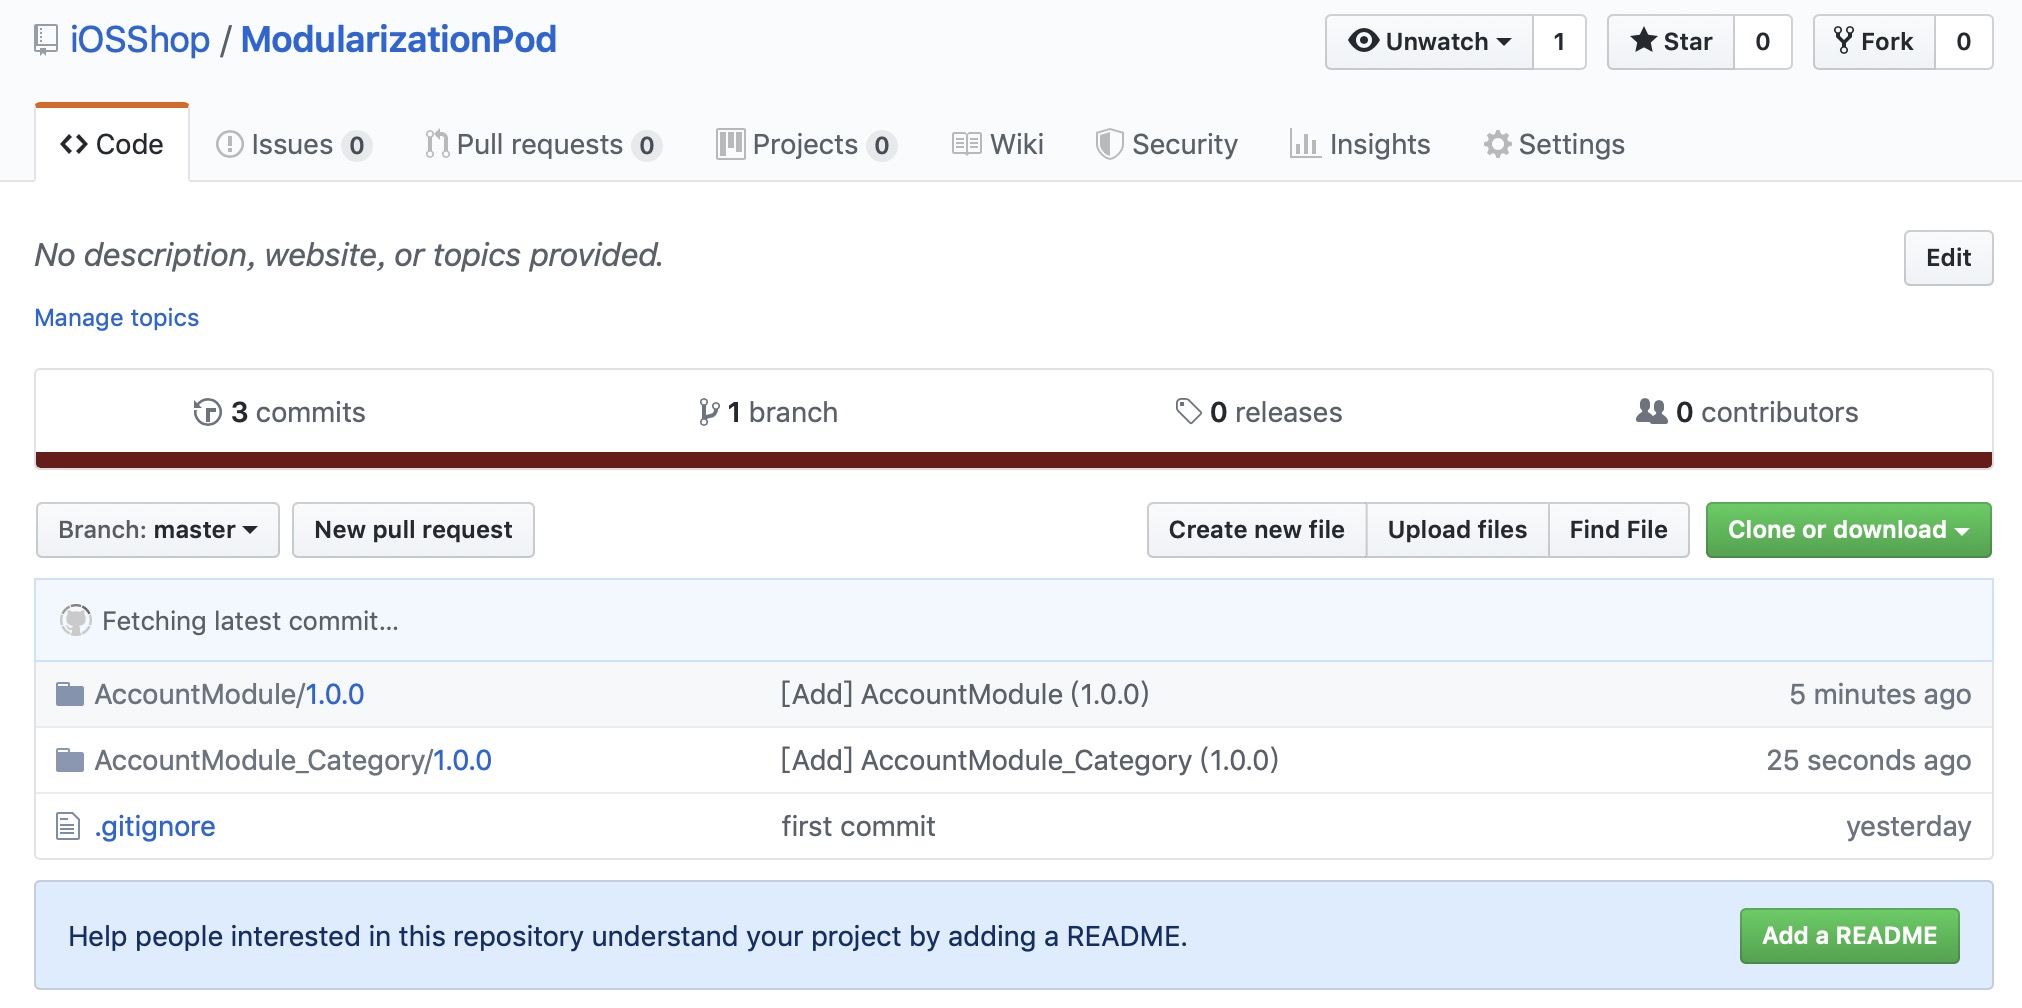 iOSShop / ModularizationPod
Unwatch 1 Star 0 Fork 0
Code Issues 0 Pull requests 0 Projects 0 Wiki Security Insights Settings
No description, website, or topics provided.
Edit
Manage topics
3 commits 1 branch 0 releases 0 contributors
Branch: master New pull request Create new file Upload files Find File Clone or download
Fetching latest commit...
AccountModule/1.0.0 [Add] AccountModule (1.0.0) 5 minutes ago
AccountModule_Category/1.0.0 [Add] AccountModule_Category (1.0.0) 25 seconds ago
.gitignore first commit yesterday
Help people interested in this repository understand your project by adding a README. Add a README